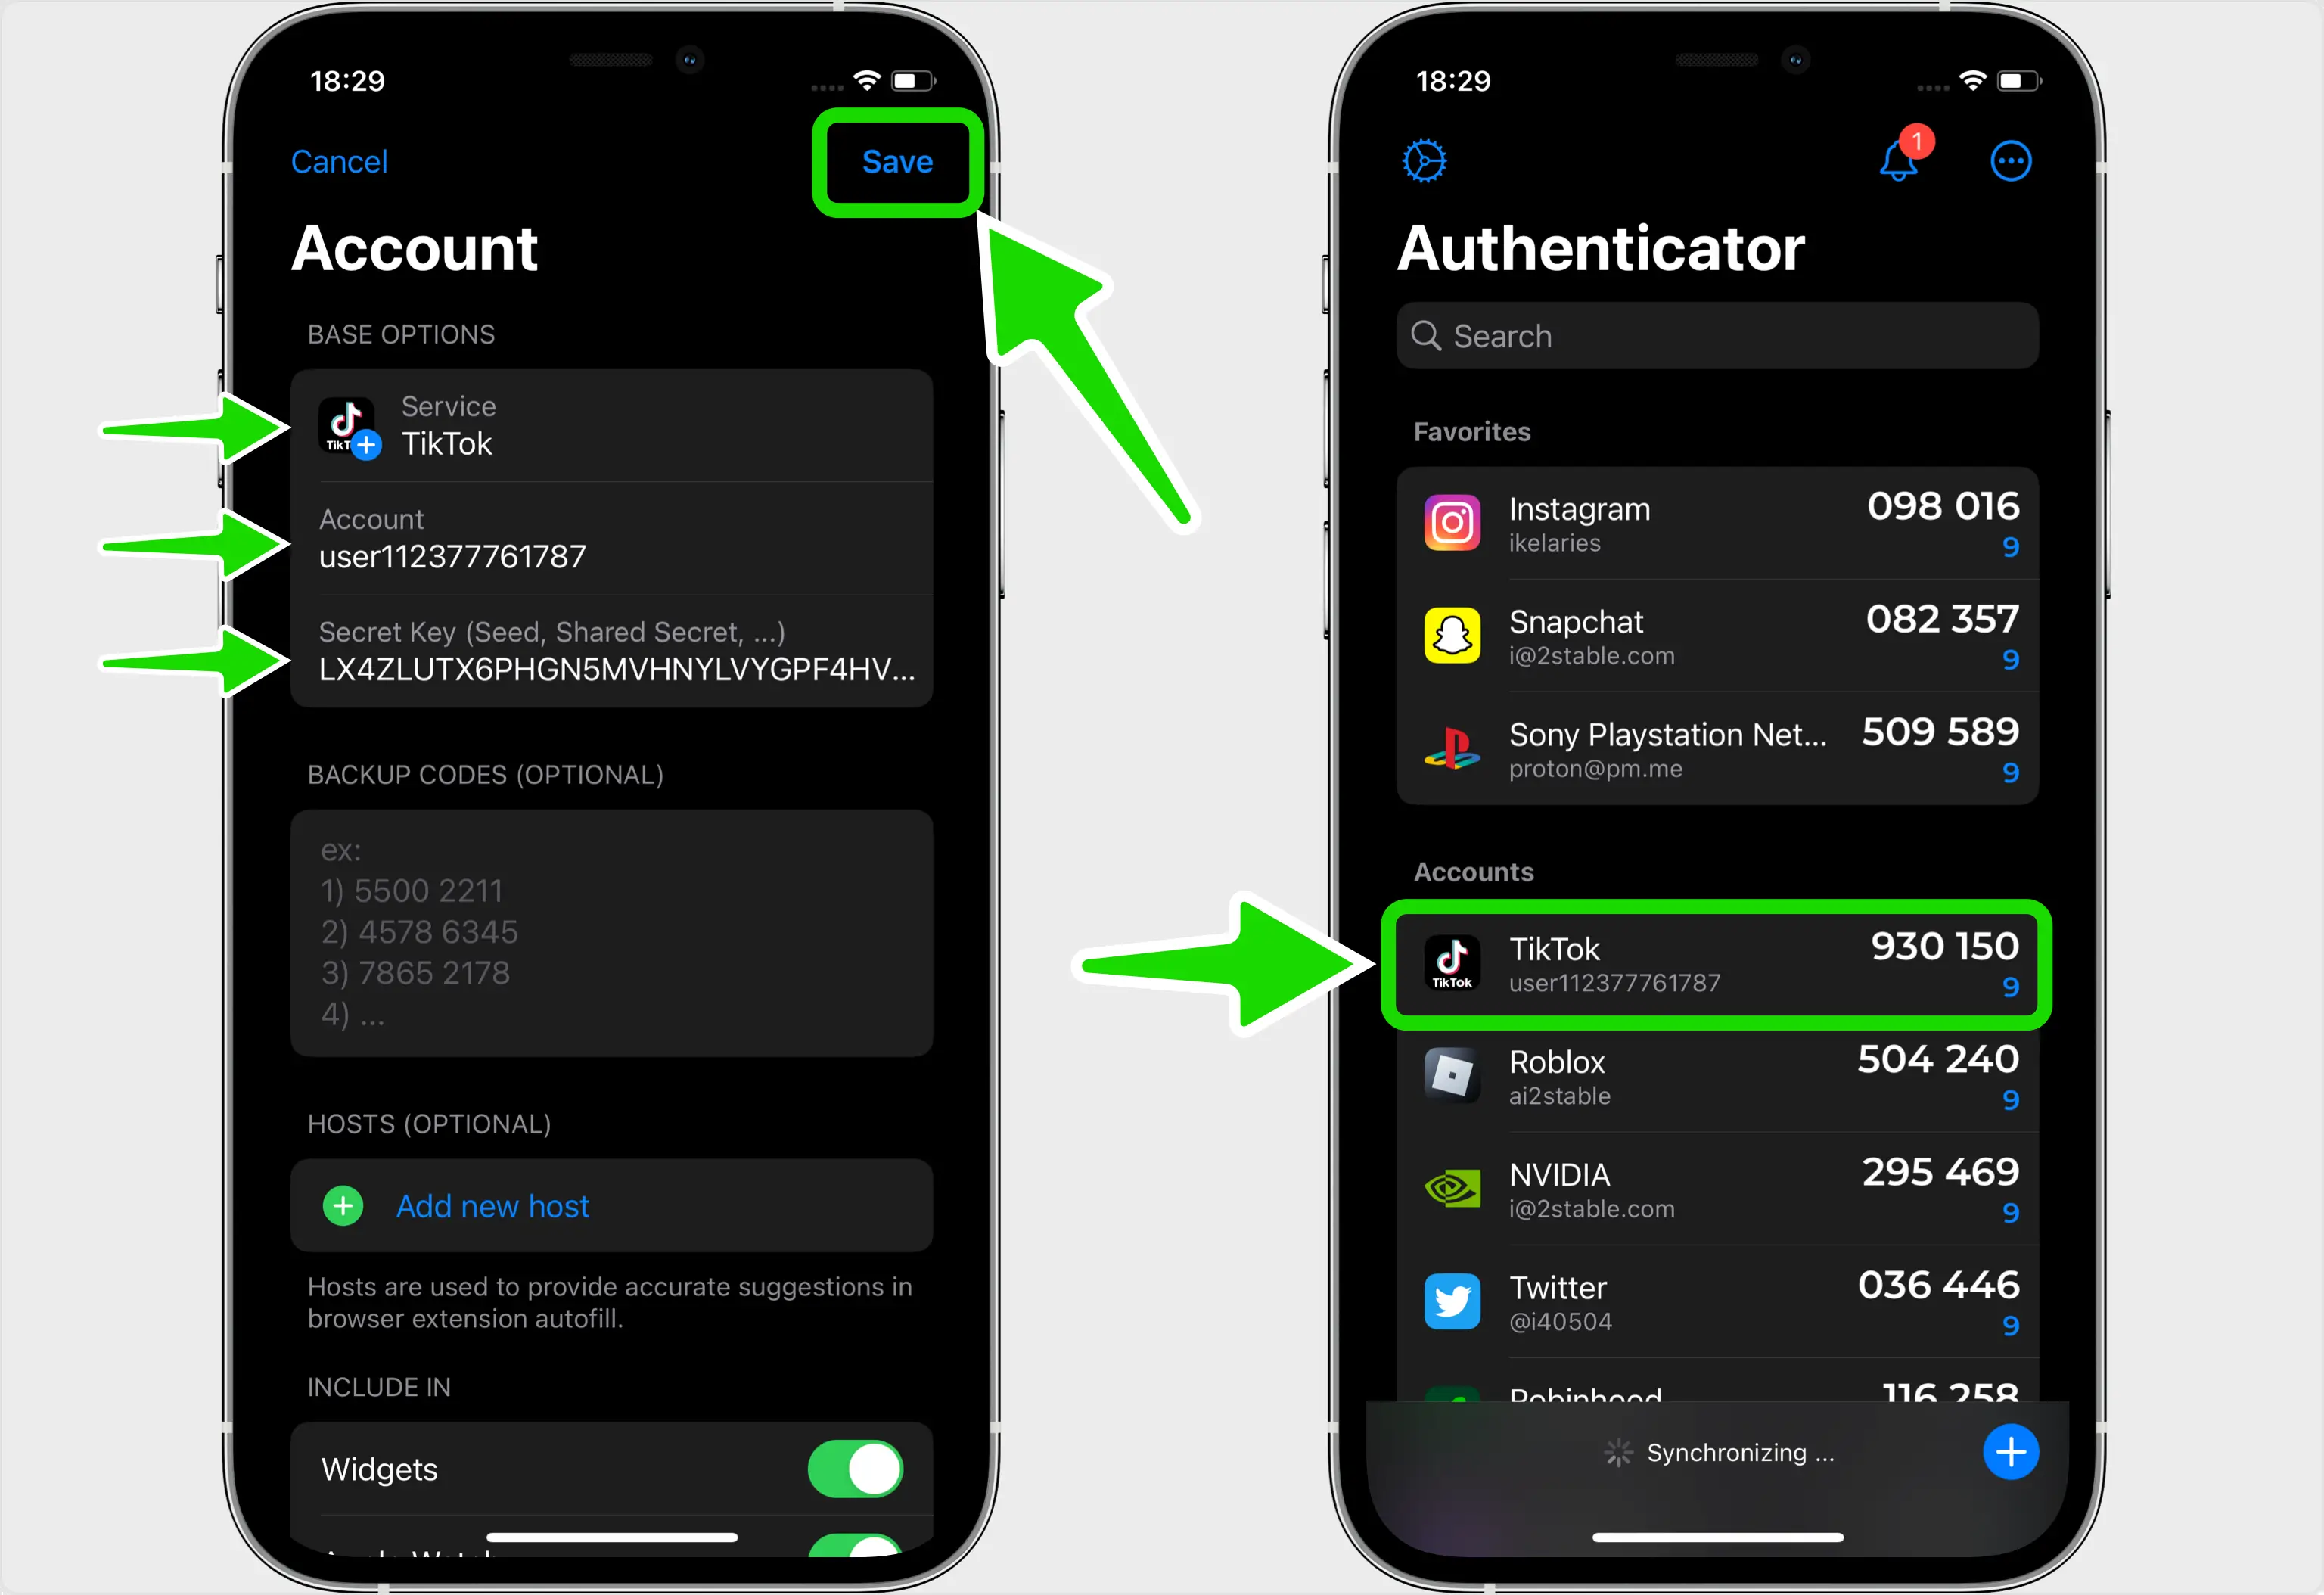 18:29
Cancel
Save
Account
BASE OPTIONS
Service
TikTok
Account
user112377761787
Secret Key (Seed, Shared Secret, ...)
LX4ZLUTX6PHGN5MVHNYLVYGPF4HV...
BACKUP CODES (OPTIONAL)
ex:
1) 5500 2211
2) 4578 6345
3) 7865 2178
4) ...
HOSTS (OPTIONAL)
Add new host
Hosts are used to provide accurate suggestions in
browser extension autofill.
INCLUDE IN
Widgets
Apple Watch
18:29
1
Authenticator
Search
Favorites
Instagram 098 016
ikelaries 9
Snapchat 082 357
i@2stable.com 9
Sony Playstation Net... 509 589
proton@pm.me 9
Accounts
TikTok
TikTok 930 150
user112377761787 9
Roblox 504 240
ai2stable 9
NVIDIA 295 469
i@2stable.com 9
Twitter 036 446
@i40504 9
Robinhood 116 258
Synchronizing ...